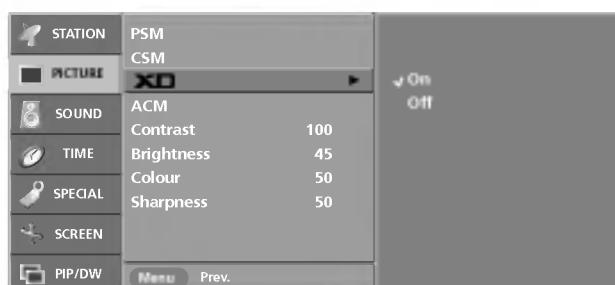 STATION
PICTURE
SOUND
TIME
SPECIAL
SCREEN
PIP/DW
PSM
CSM
XD
ACM
Contrast 100
Brightness 45
Colour 50
Sharpness 50
Menu Prev.
On
Off